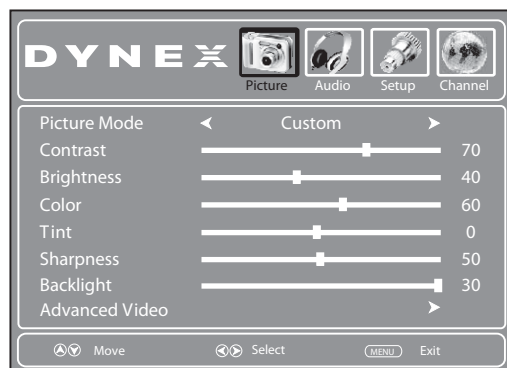 DYNEX
Picture Audio Setup Channel
Picture Mode Custom
Contrast 70
Brightness 40
Color 60
Tint 0
Sharpness 50
Backlight 30
Advanced Video
Move Select MENU Exit